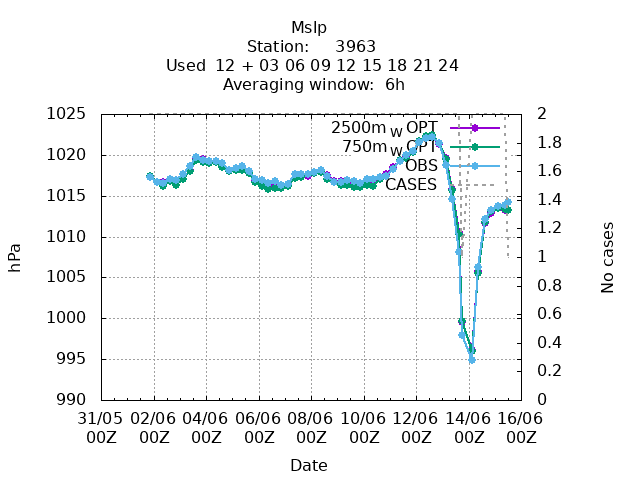 Mslp
Station:     3963
Used  12 + 03 06 09 12 15 18 21 24
Averaging window:  6h
1025
1020
1015
1010
1005
1000
995
990
hPa
2500m_W OPT
750m_W OPT
OBS
CASES
2
1.8
1.6
1.4
1.2
1
0.8
0.6
0.4
0.2
0
No cases
31/05 02/06 04/06 06/06 08/06 10/06 12/06 14/06 16/06
00Z 00Z 00Z 00Z 00Z 00Z 00Z 00Z 00Z
Date